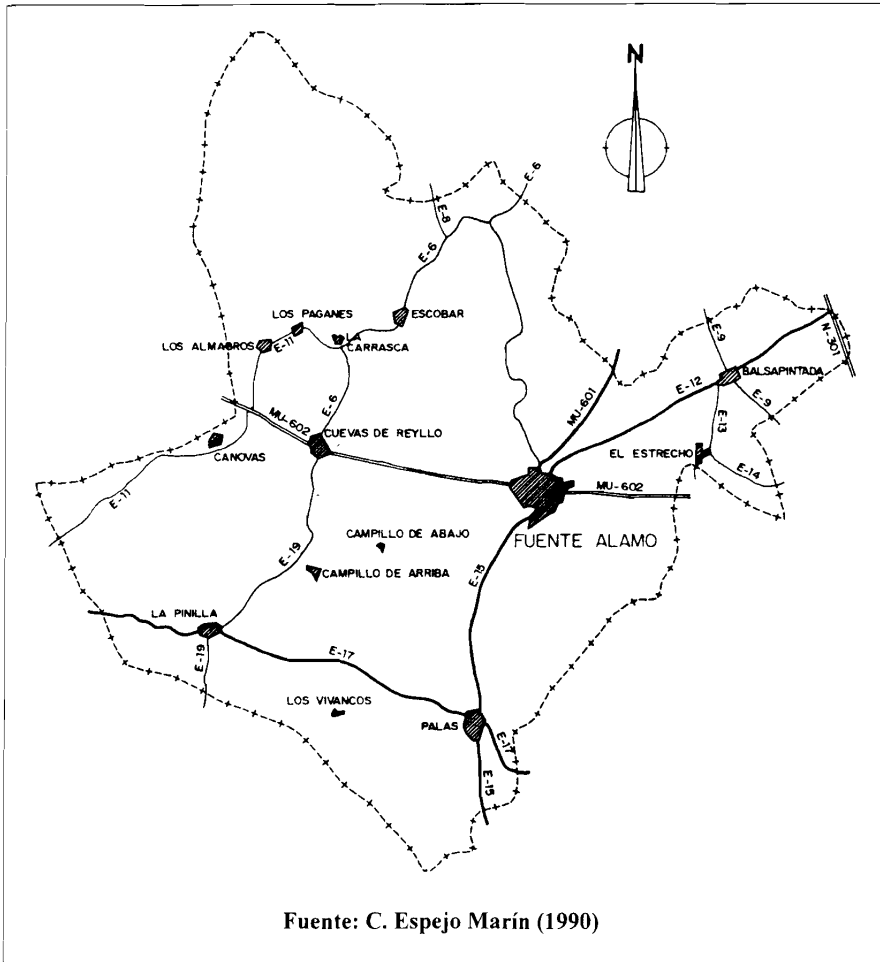 N
E-6
E-8
E-6
ESCOBAR
LOS PAGANES
LA
CARRASCA
LOS ALMAGROS
E-11
E-6
MU-602
CUEVAS DE REYLLO
CANOVAS
E-11
MU-601
E-12
E-9
N-301
BALSAPINTADA
E-9
E-13
EL ESTRECHO
E-14
MU-602
FUENTE ALAMO
CAMPILLO DE ABAJO
CAMPILLO DE ARRIBA
E-19
E-15
LA PINILLA
E-19
E-17
LOS VIVANCOS
PALAS
E-17
E-15
Fuente: C. Espejo Marín (1990)